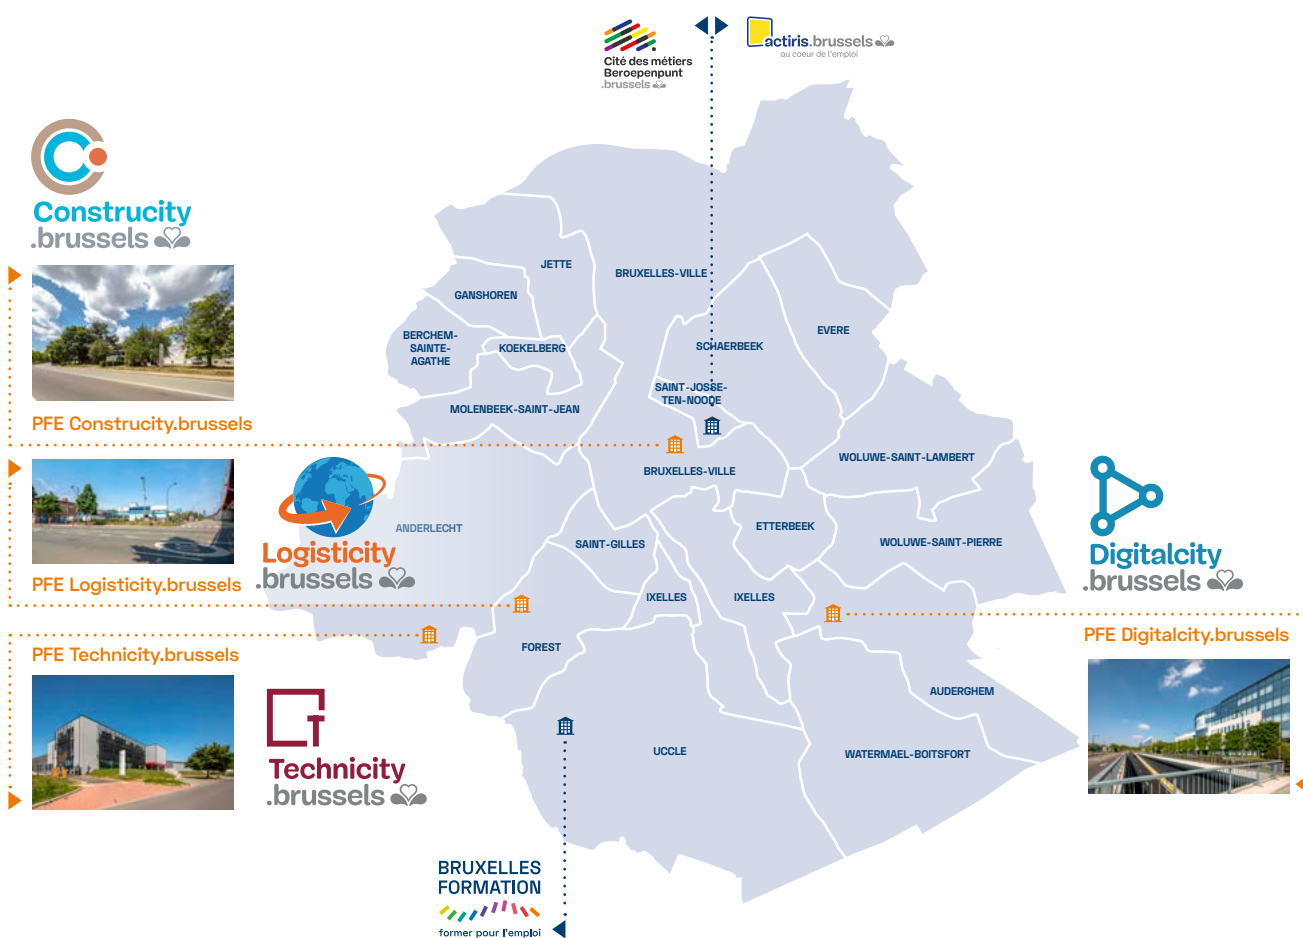 Cité des métiers
Beroepenpunt
.brussels
actiris.brussels
au coeur de l'emploi
Construcity
.brussels
PFE Construcity.brussels
JETTE
BRUXELLES-VILLE
GANSHOREN
EVERE
BERCHEM-
SAINTE-
AGATHE
KOEKELBERG
SCHAERBEEK
SAINT-JOSSE-
TEN-NOODE
MOLENBEEK-SAINT-JEAN
WOLUWE-SAINT-LAMBERT
BRUXELLES-VILLE
ANDERLECHT
ETTERBEEK
SAINT-GILLES
WOLUWE-SAINT-PIERRE
Logisticity
.brussels
PFE Logisticity.brussels
Digitalcity
.brussels
IXELLES
IXELLES
PFE Digitalcity.brussels
FOREST
PFE Technicity.brussels
AUDERGHEM
UCCLE
WATERMAEL-BOITSFORT
Technicity
.brussels
BRUXELLES
FORMATION
former pour l'emploi